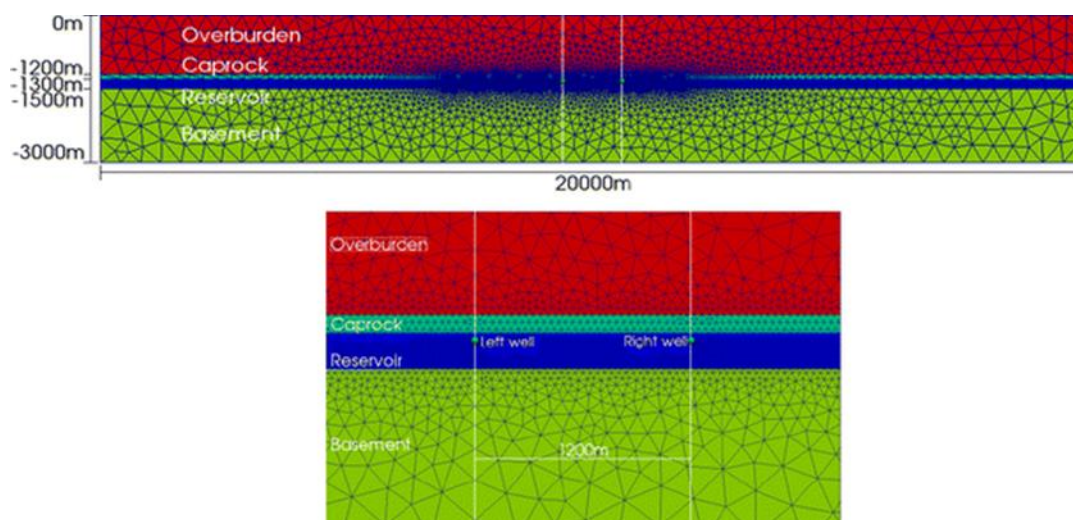 0m
Overburden
-1200m
Caprock
-1300m
-1500m
Reservoir
Basement
-3000m
20000m
Overburden
Caprock
Left well
Right well
Reservoir
Basement
1200m